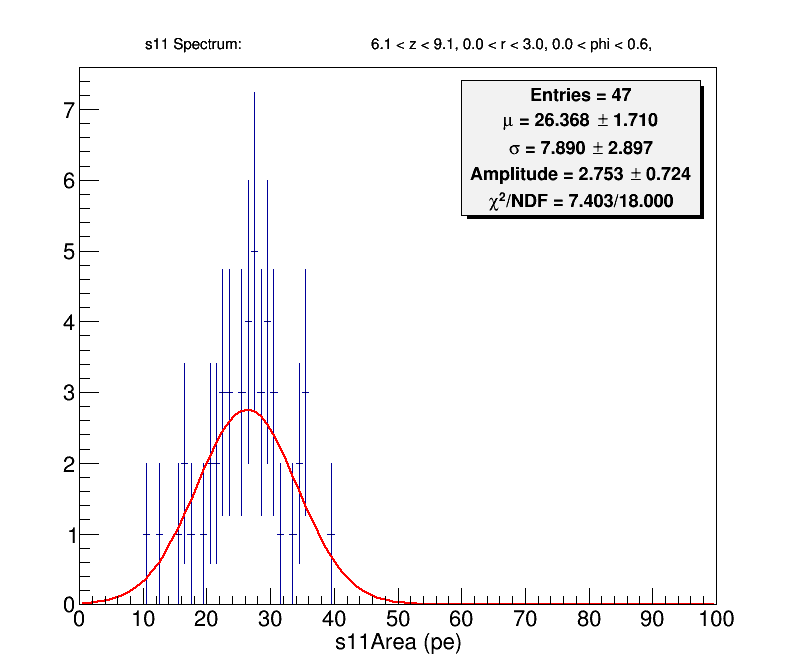 s11 Spectrum: 6.1 < z < 9.1, 0.0 < r < 3.0, 0.0 < phi < 0.6,
Entries = 47
μ = 26.368 ± 1.710
σ = 7.890 ± 2.897
Amplitude = 2.753 ± 0.724
χ²/NDF = 7.403/18.000
7
6
5
4
3
2
1
0
0 10 20 30 40 50 60 70 80 90 100
s11Area (pe)